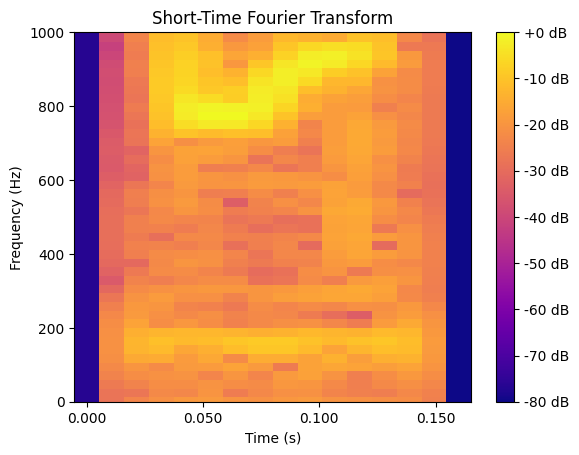 Short-Time Fourier Transform
1000
800
600
400
200
0
Frequency (Hz)
0.000
0.050
0.100
0.150
Time (s)
+0 dB
-10 dB
-20 dB
-30 dB
-40 dB
-50 dB
-60 dB
-70 dB
-80 dB